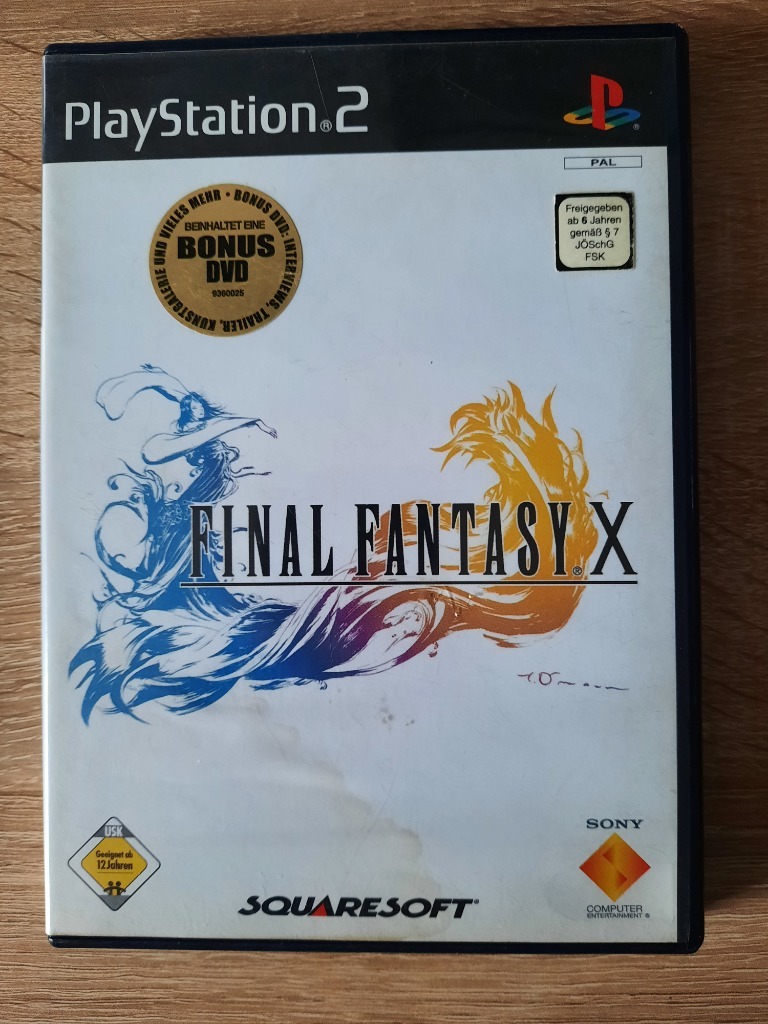 PlayStation®2
PAL
BONUS DVD: INTERVIEWS, TRAILER, KUNSTGALERIE UND VIELES MEHR •
BEINHALTET EINE
BONUS
DVD
9360025
Freigegeben
ab 6 Jahren
gemäß § 7
JÖSchG
FSK
FINAL FANTASY® X
USK
Geeignet ab
12 Jahren
SQUARESOFT®
SONY
COMPUTER
ENTERTAINMENT ®